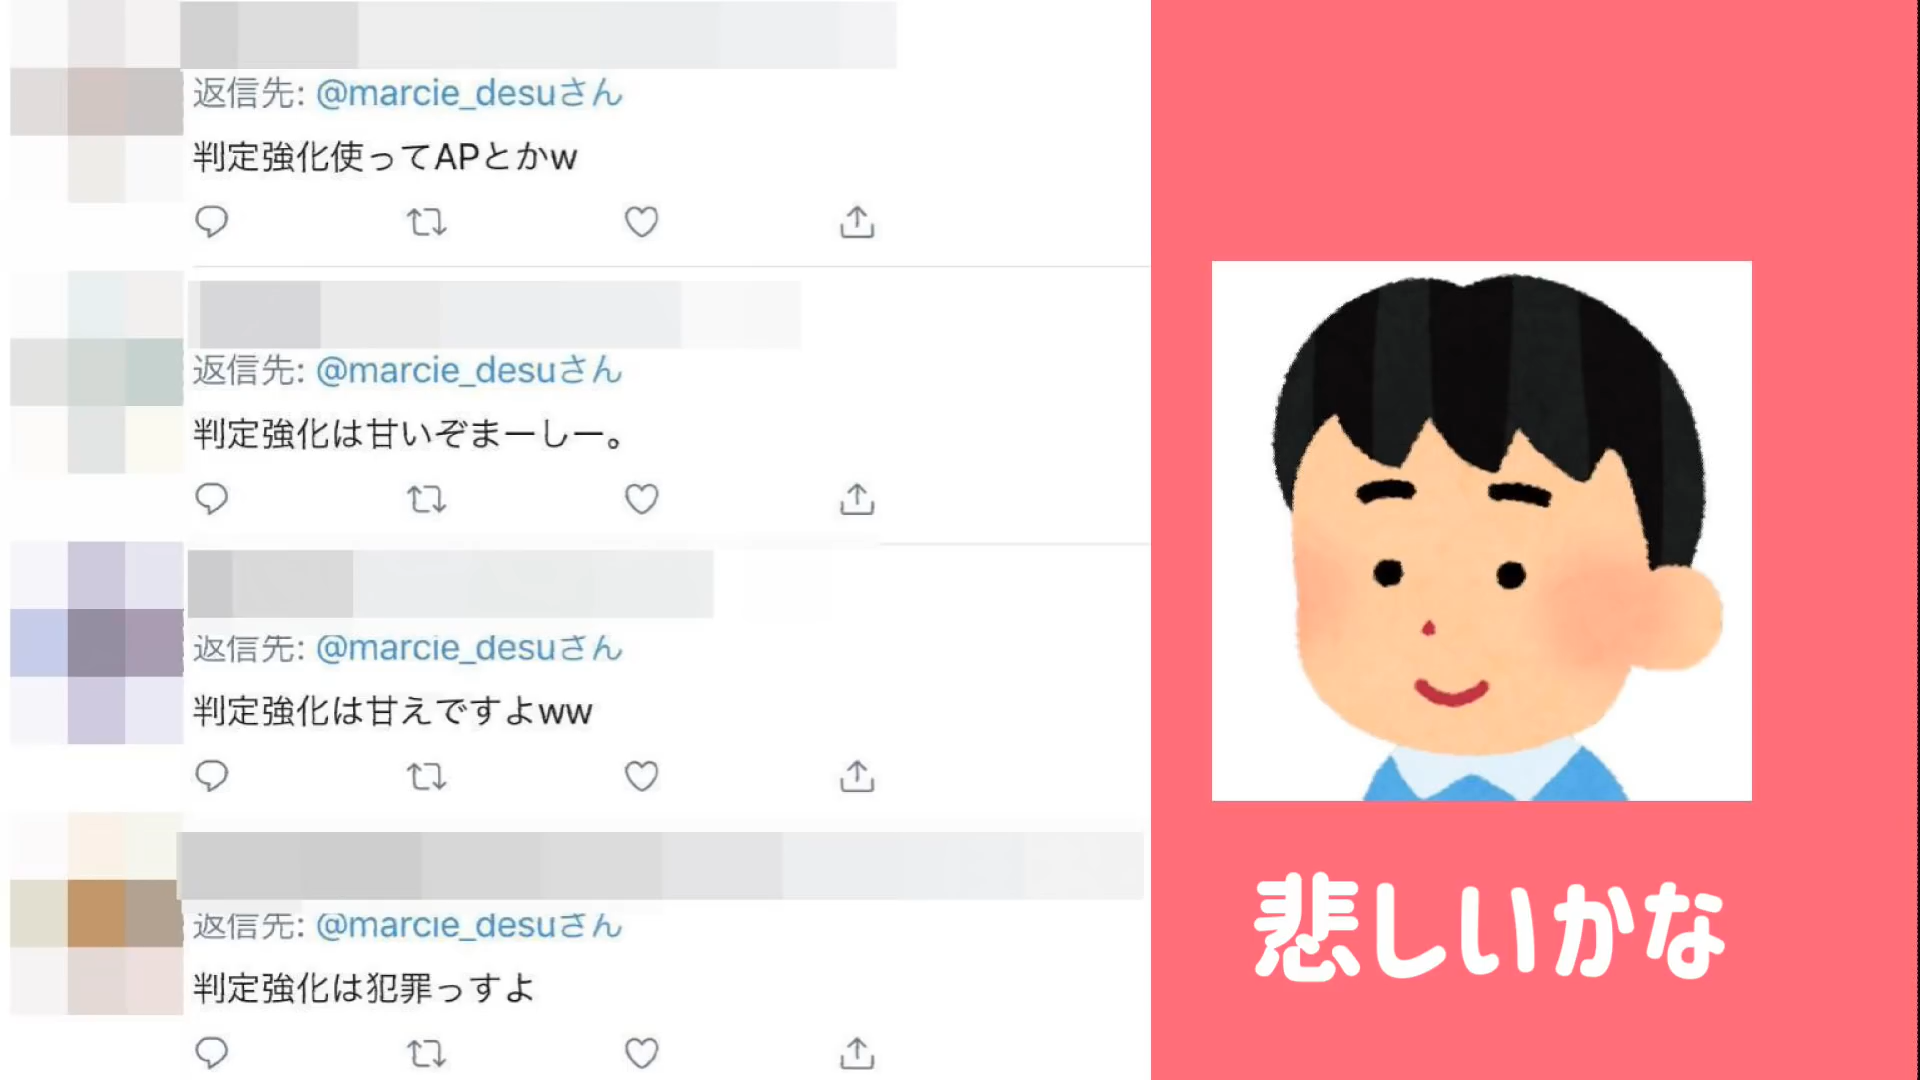 返信先: @marcie_desuさん
判定強化使ってAPとかw
返信先: @marcie_desuさん
判定強化は甘いぞまーしー。
返信先: @marcie_desuさん
判定強化は甘えですよww
返信先: @marcie_desuさん
判定強化は犯罪っすよ
悲しいかな